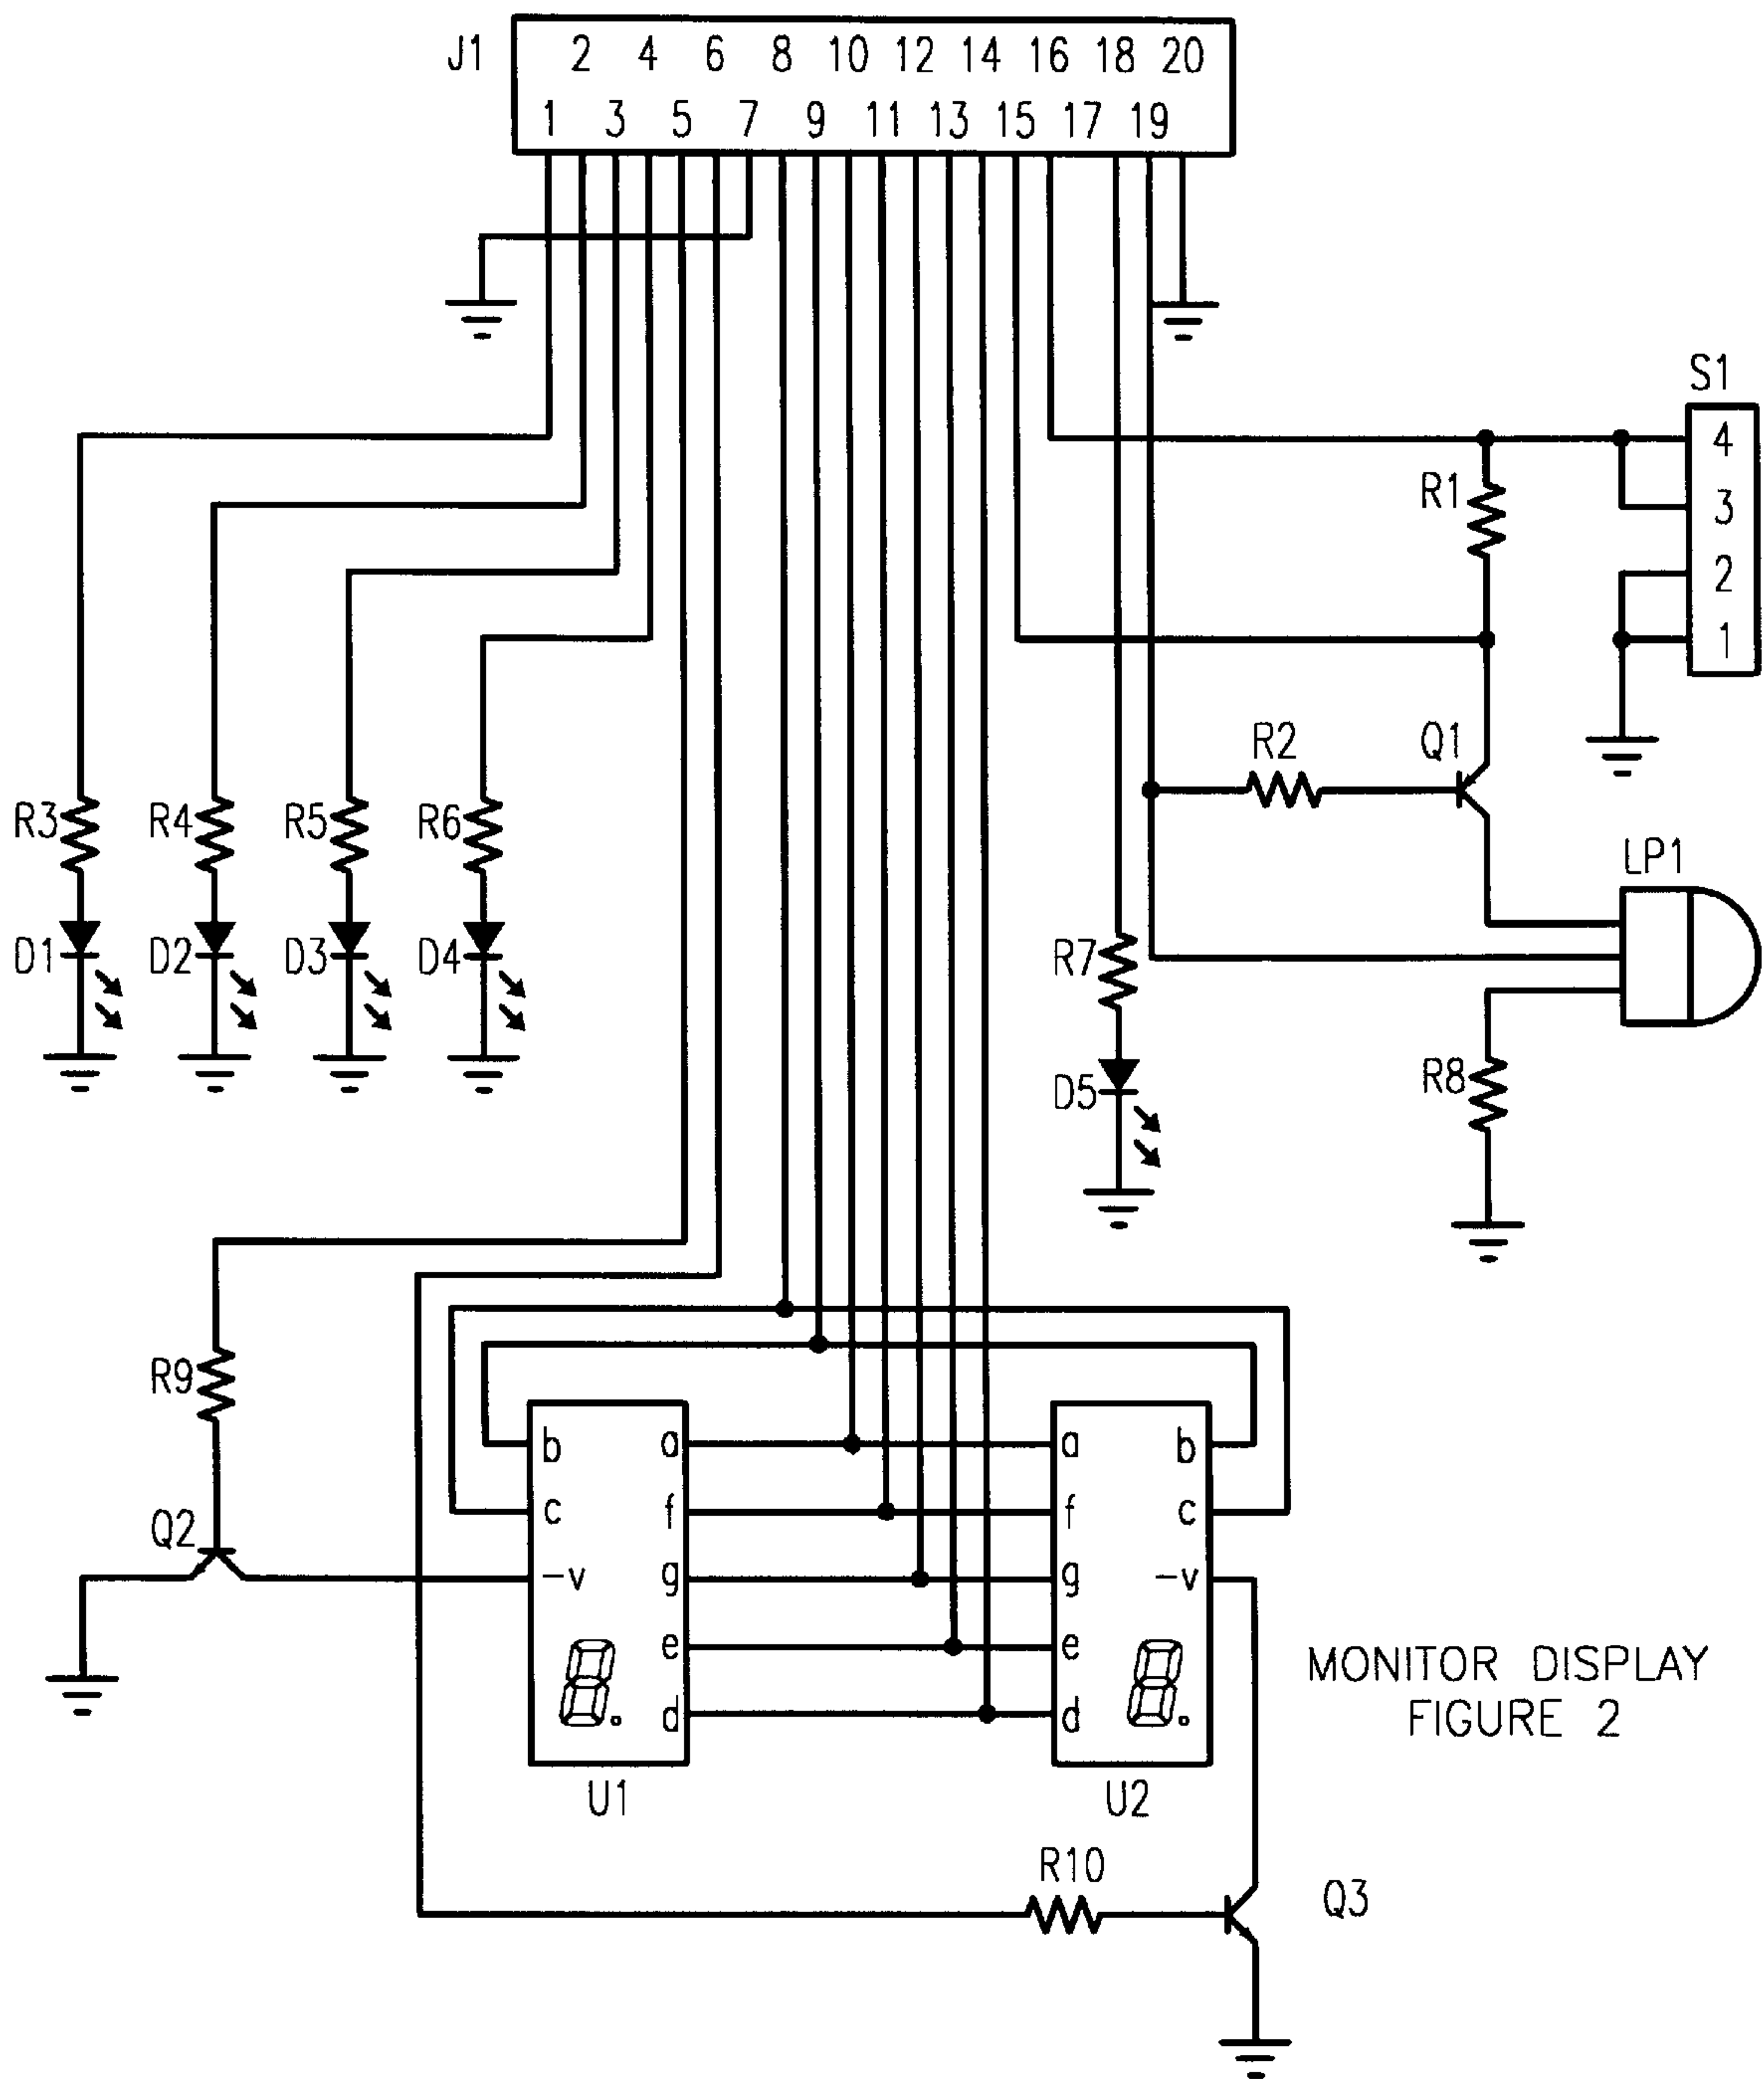 J1
2 4 6 8 10 12 14 16 18 20
1 3 5 7 9 11 13 15 17 19
S1
4
3
2
1
R1
R2
Q1
LP1
R3
R4
R5
R6
D1
D2
D3
D4
R7
D5
R8
R9
Q2
b a
c f
-v g
e
d
U1
a b
f c
g -v
e
d
U2
MONITOR DISPLAY
FIGURE 2
R10
Q3